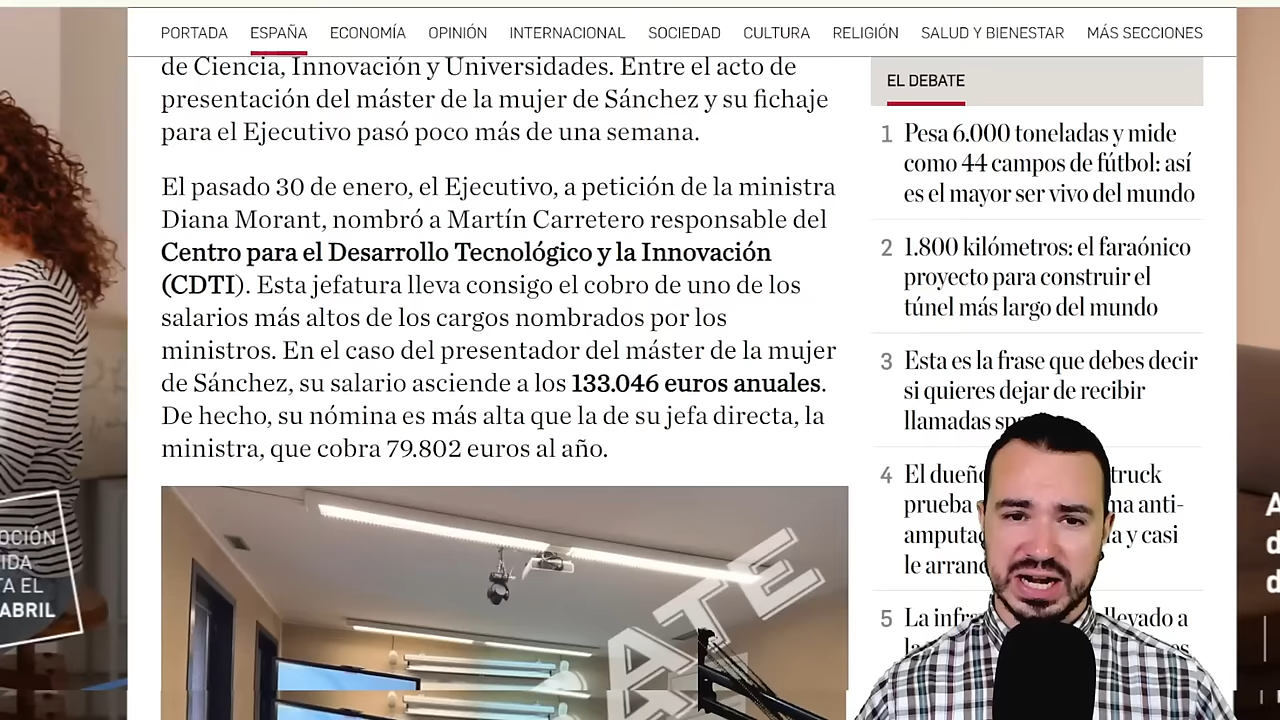 PORTADA ESPAÑA ECONOMÍA OPINIÓN INTERNACIONAL SOCIEDAD CULTURA RELIGIÓN SALUD Y BIENESTAR MÁS SECCIONES
de Ciencia, Innovación y Universidades. Entre el acto de
presentación del máster de la mujer de Sánchez y su fichaje
para el Ejecutivo pasó poco más de una semana.
El pasado 30 de enero, el Ejecutivo, a petición de la ministra
Diana Morant, nombró a Martín Carretero responsable del
Centro para el Desarrollo Tecnológico y la Innovación
(CDTI). Esta jefatura lleva consigo el cobro de uno de los
salarios más altos de los cargos nombrados por los
ministros. En el caso del presentador del máster de la mujer
de Sánchez, su salario asciende a los 133.046 euros anuales.
De hecho, su nómina es más alta que la de su jefa directa, la
ministra, que cobra 79.802 euros al año.
EL DEBATE
1 Pesa 6.000 toneladas y mide
como 44 campos de fútbol: así
es el mayor ser vivo del mundo
2 1.800 kilómetros: el faraónico
proyecto para construir el
túnel más largo del mundo
3 Esta es la frase que debes decir
si quieres dejar de recibir
llamadas
4 El
prueba anti-
y casi
le
5 La
a
ABRIL